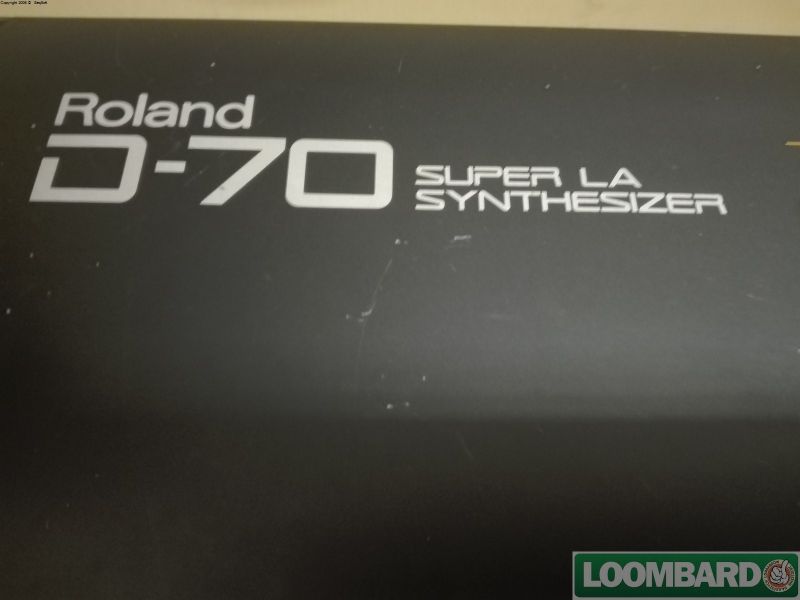 Roland
D-70
SUPER LA
SYNTHESIZER
LOOMBARD